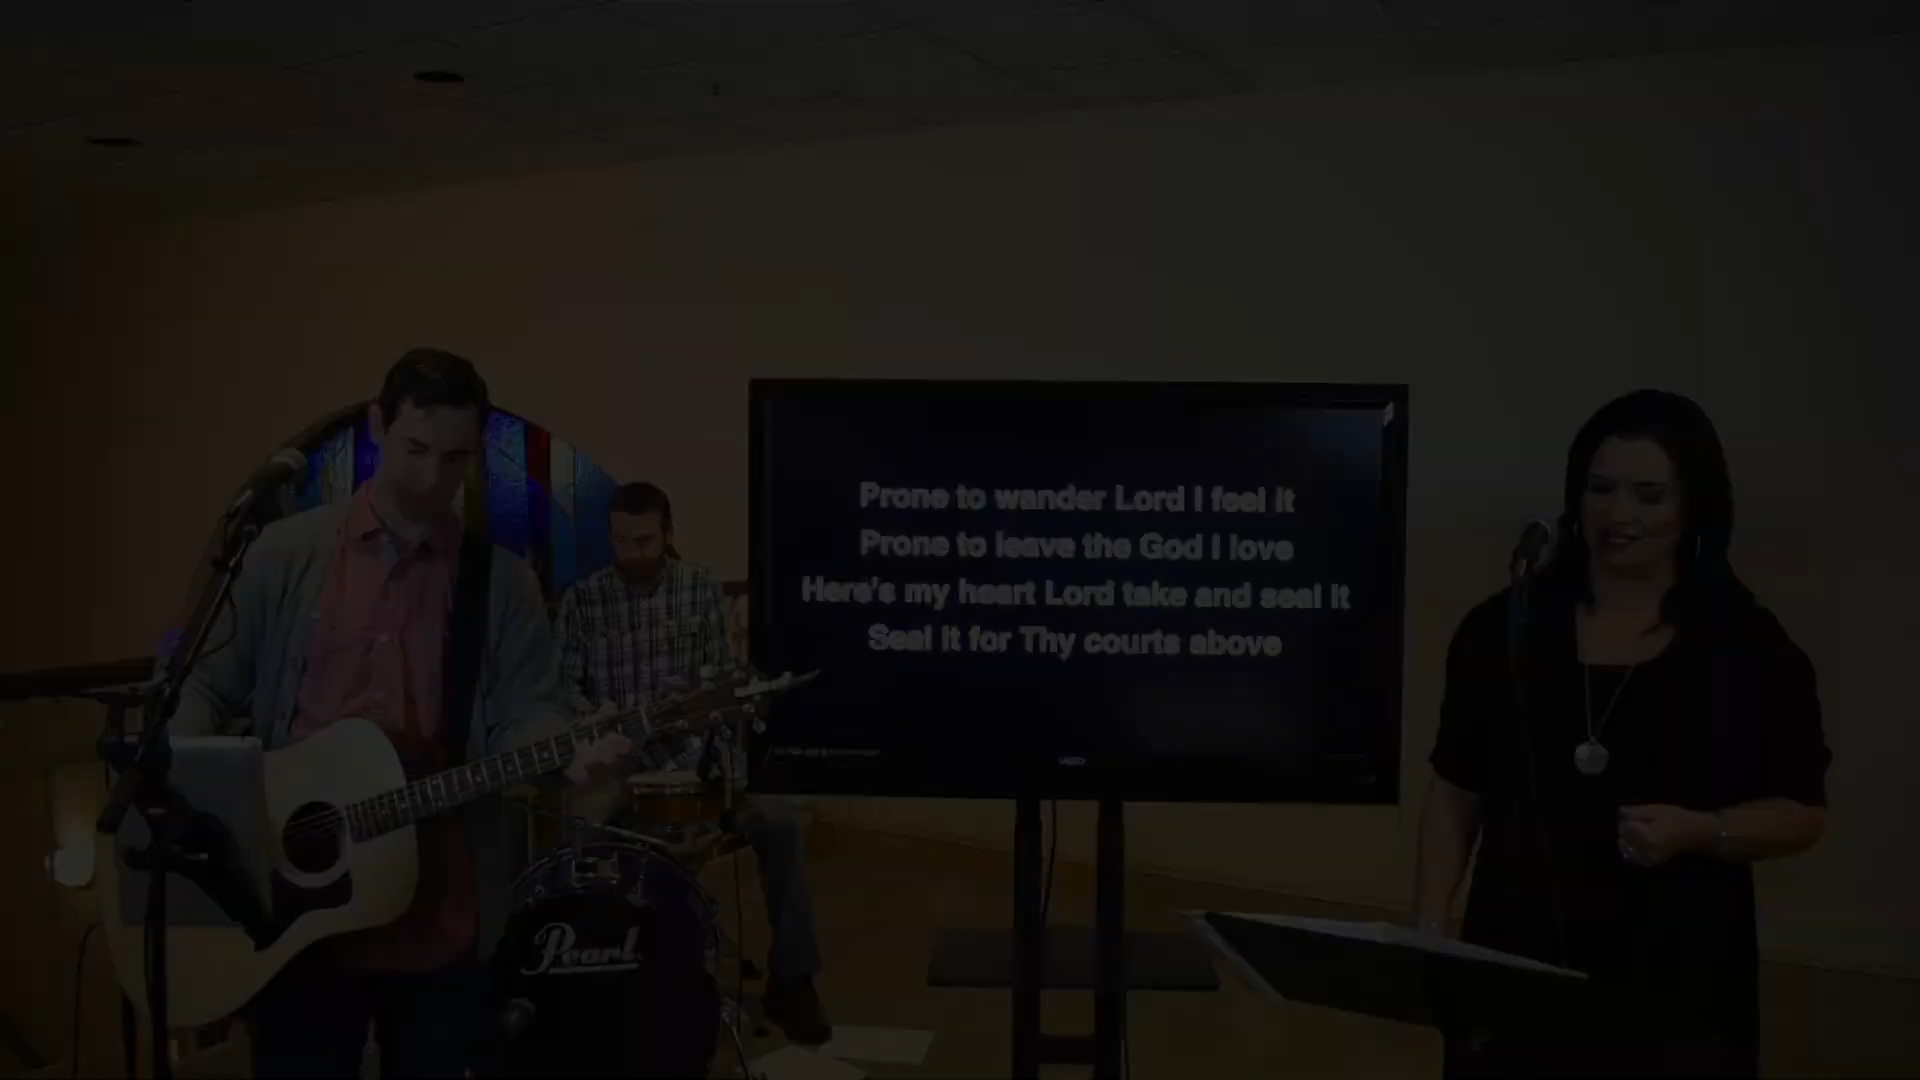 Prone to wander Lord I feel it
Prone to leave the God I love
Here's my heart Lord take and seal it
Seal it for Thy courts above
VIZIO
Pearl